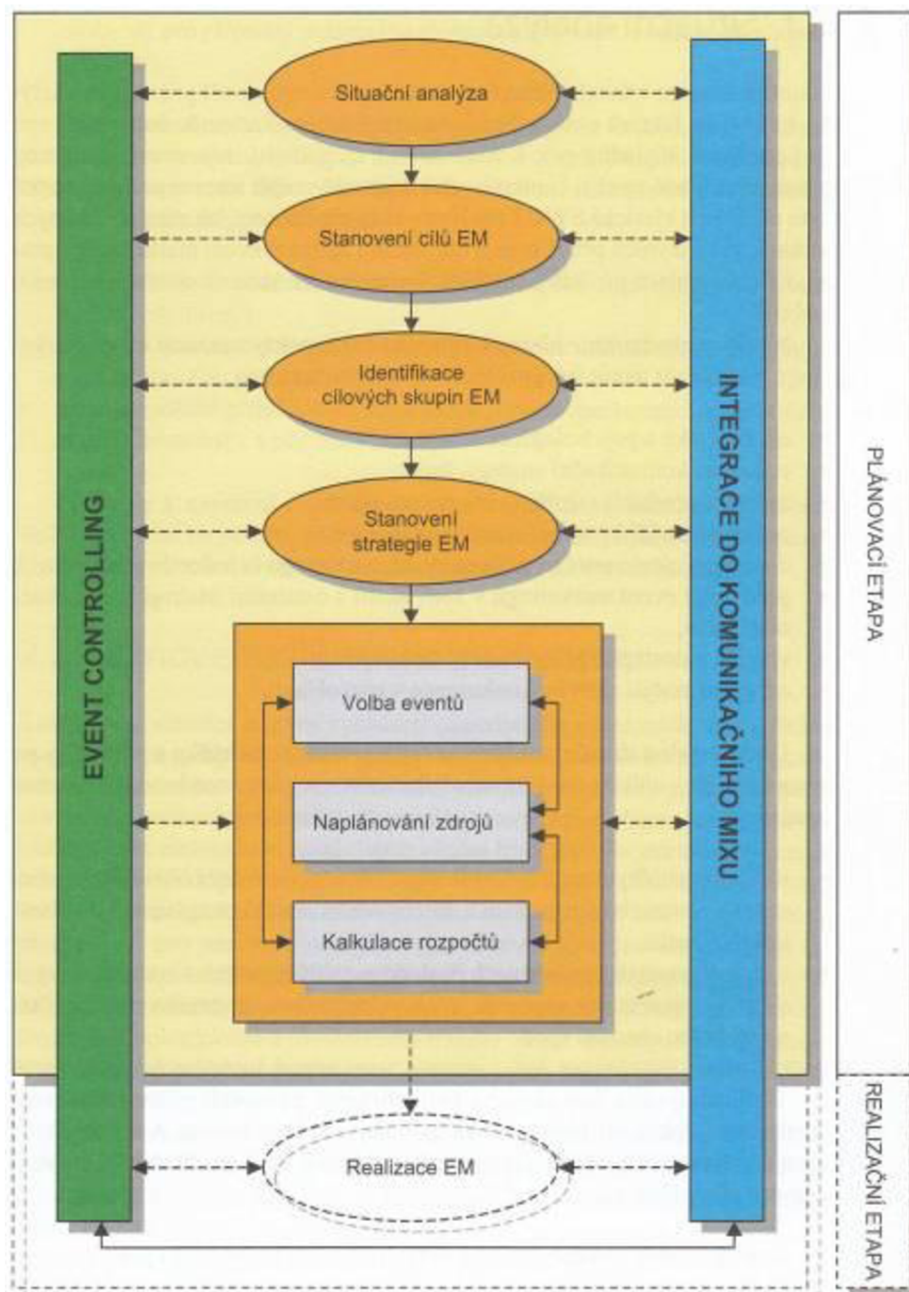 Situační analýza
Stanovení cílů EM
Identifikace
cílových skupin EM
Stanovení
strategie EM
Volba eventů
Naplánování zdrojů
Kalkulace rozpočtů
Realizace EM
EVENT CONTROLLING
INTEGRACE DO KOMUNIKAČNÍHO MIXU
PLÁNOVACÍ ETAPA
REALIZAČNÍ ETAPA